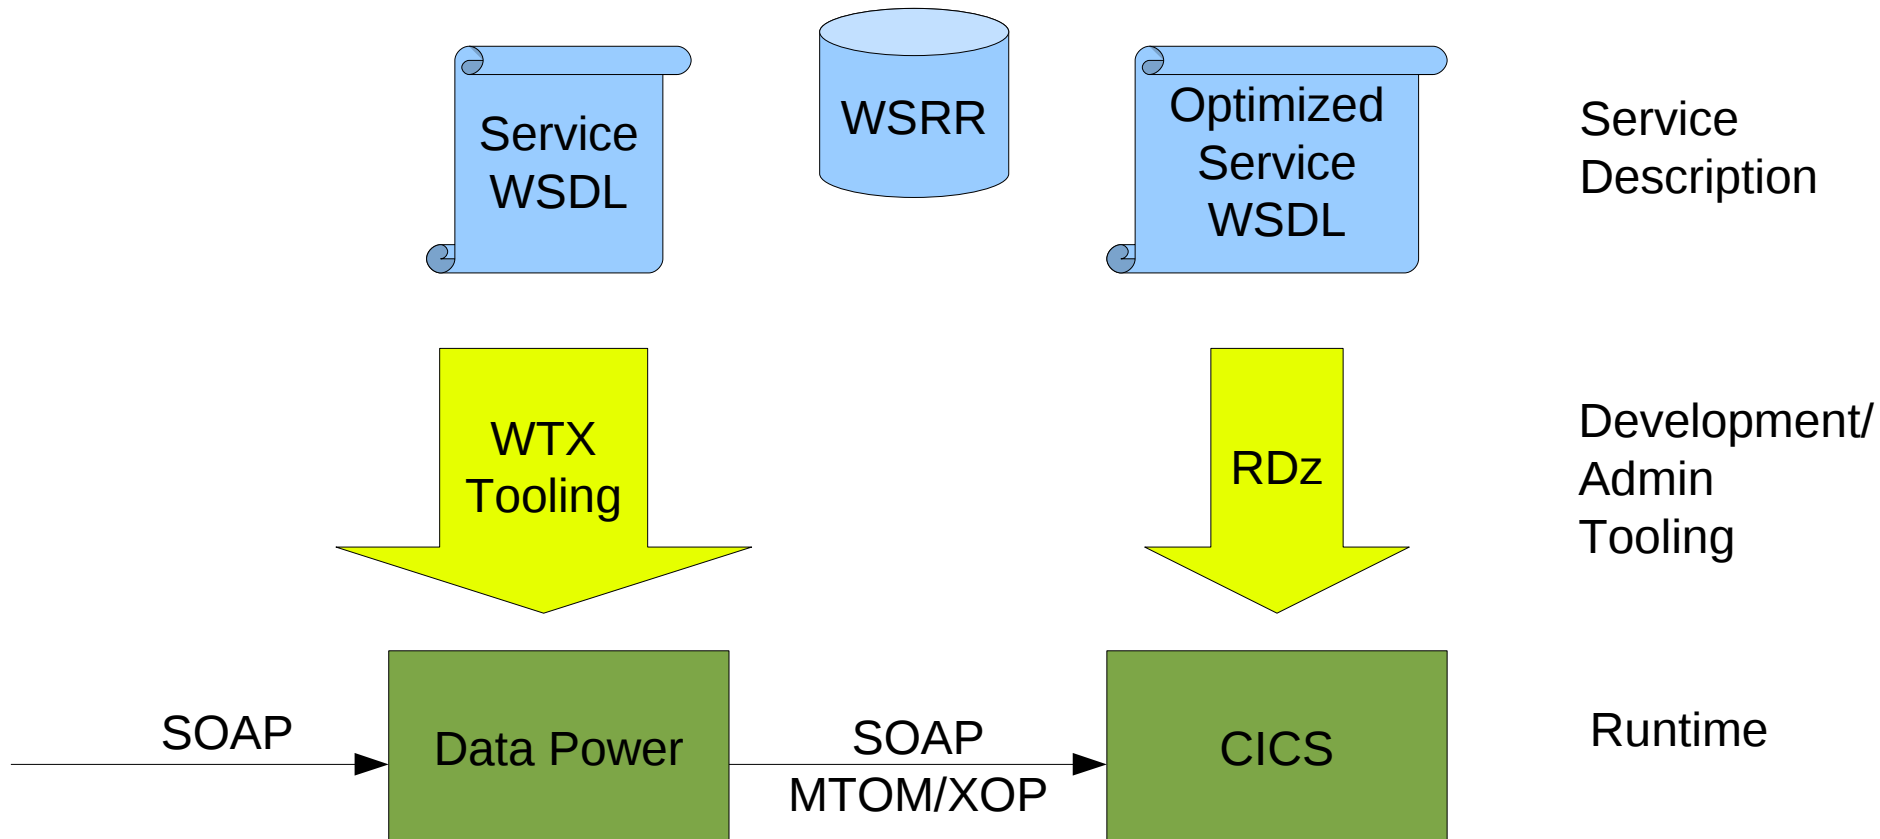 Service
WSDL
WSRR
Optimized
Service
WSDL
Service
Description
WTX
Tooling
RDz
Development/
Admin
Tooling
SOAP
Data Power
SOAP
MTOM/XOP
CICS
Runtime